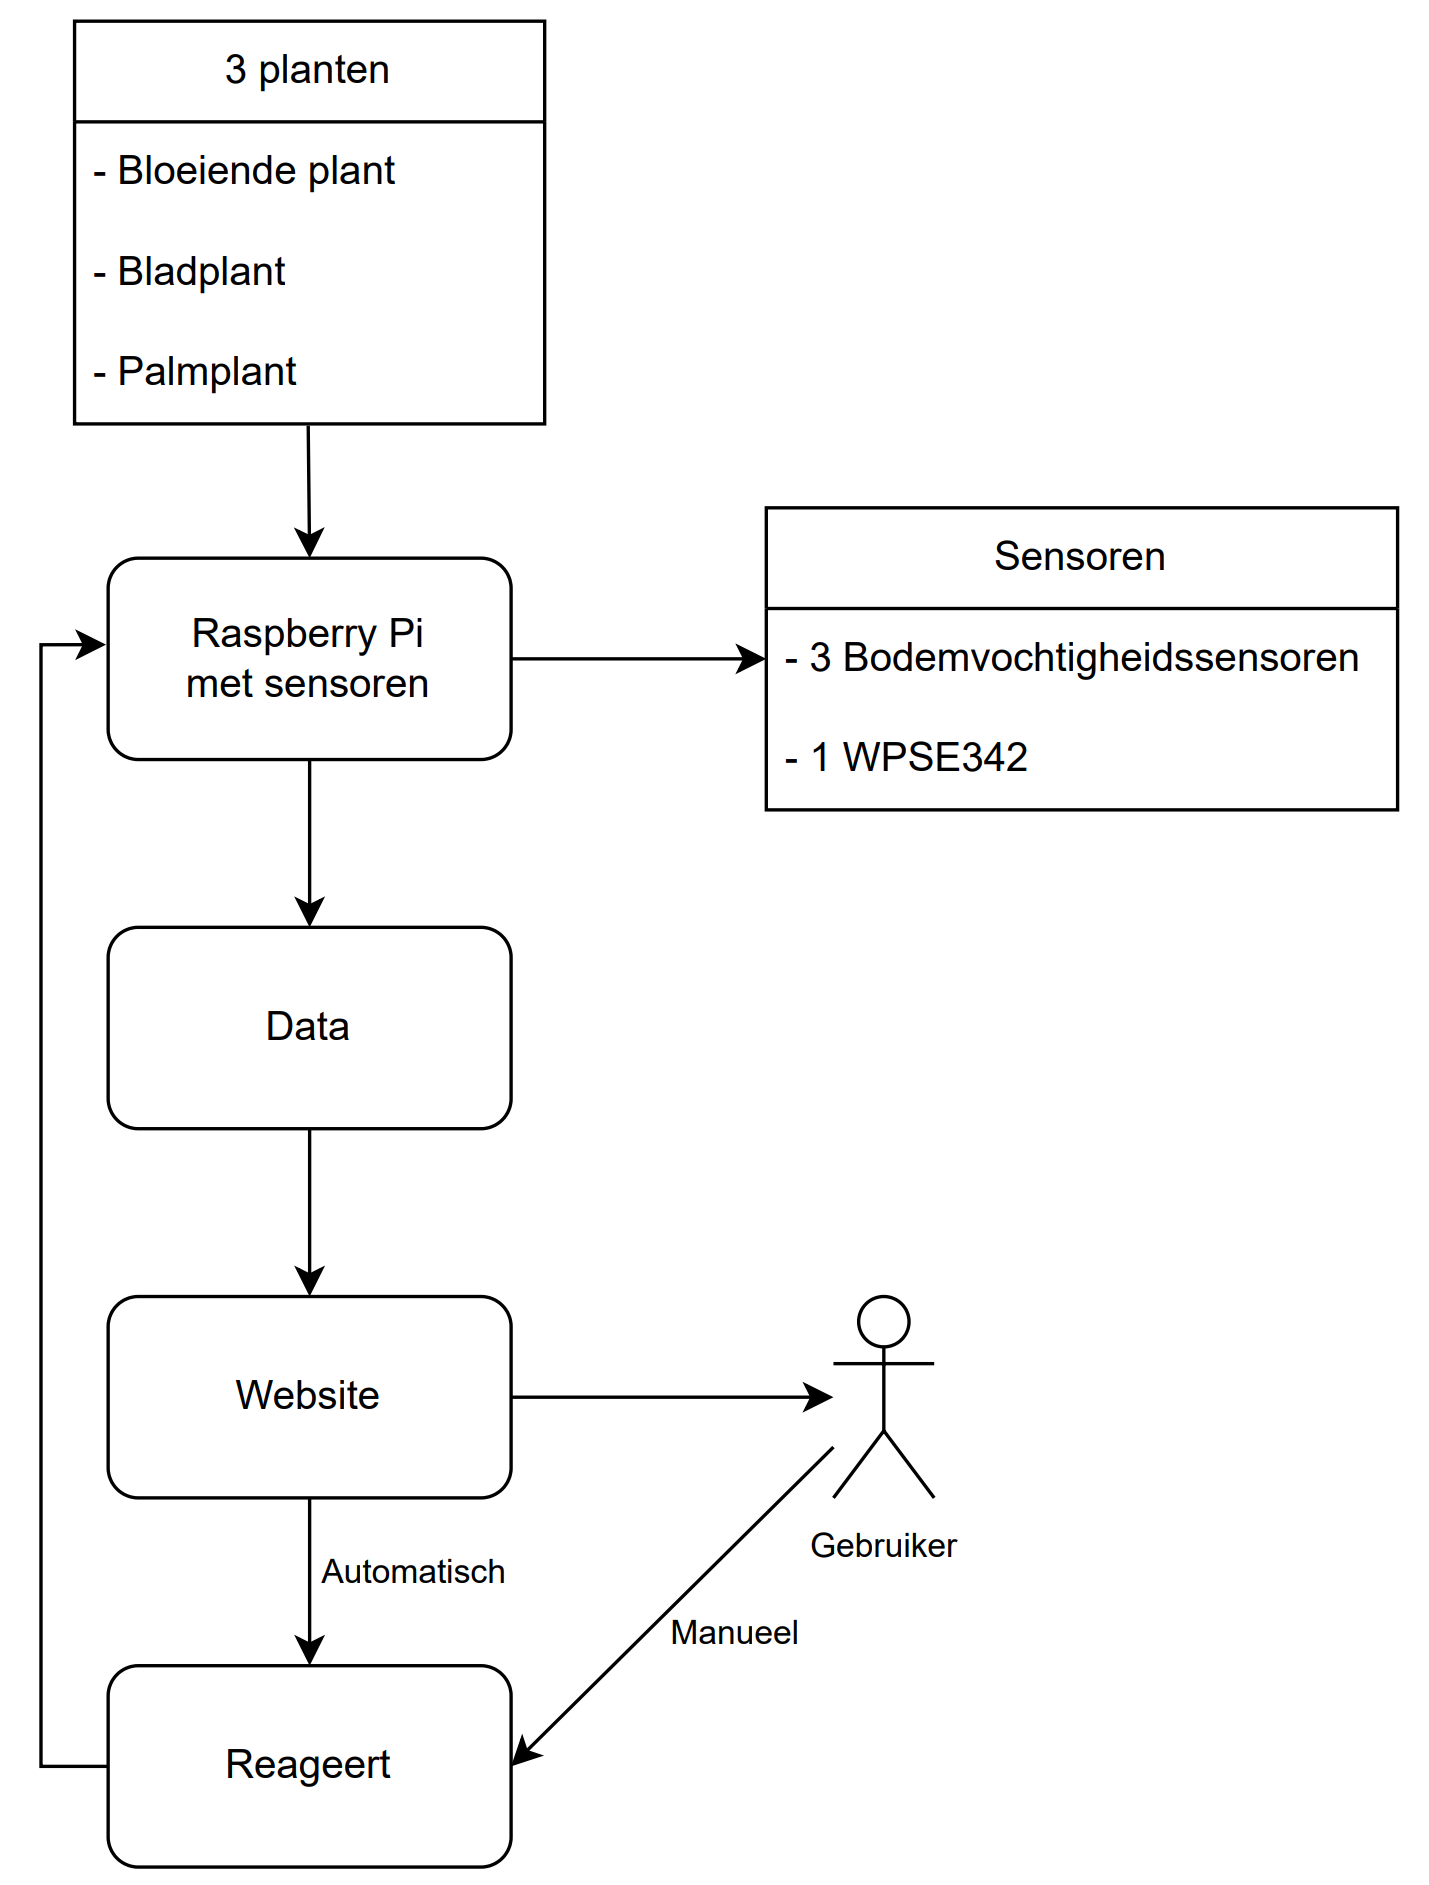 3 planten
- Bloeiende plant
- Bladplant
- Palmplant
Raspberry Pi
met sensoren
Sensoren
- 3 Bodemvochtigheidssensoren
- 1 WPSE342
Data
Website
Gebruiker
Automatisch
Manueel
Reageert